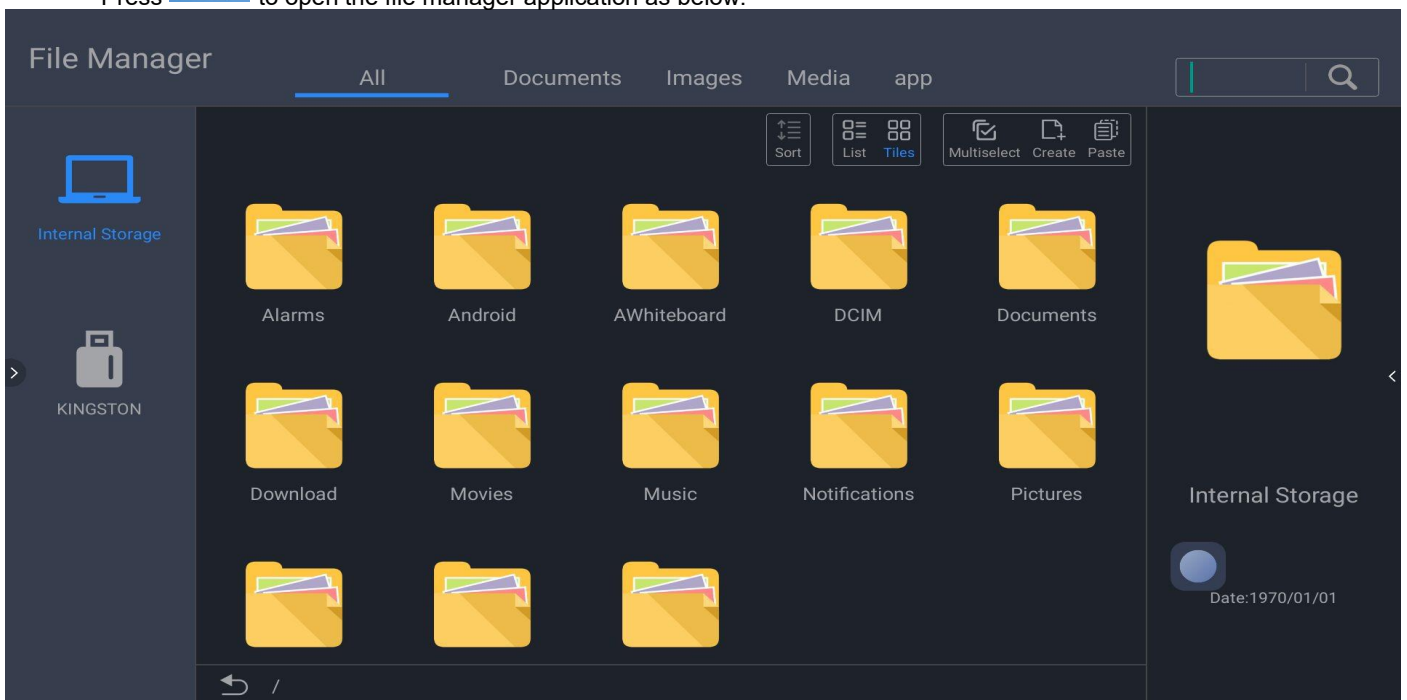 Press to open the file manager application as below.
File Manager
All Documents Images Media app
Sort List Tiles Multiselect Create Paste
Internal Storage
KINGSTON
Alarms Android AWhiteboard DCIM Documents
Download Movies Music Notifications Pictures
Internal Storage
Date:1970/01/01
/